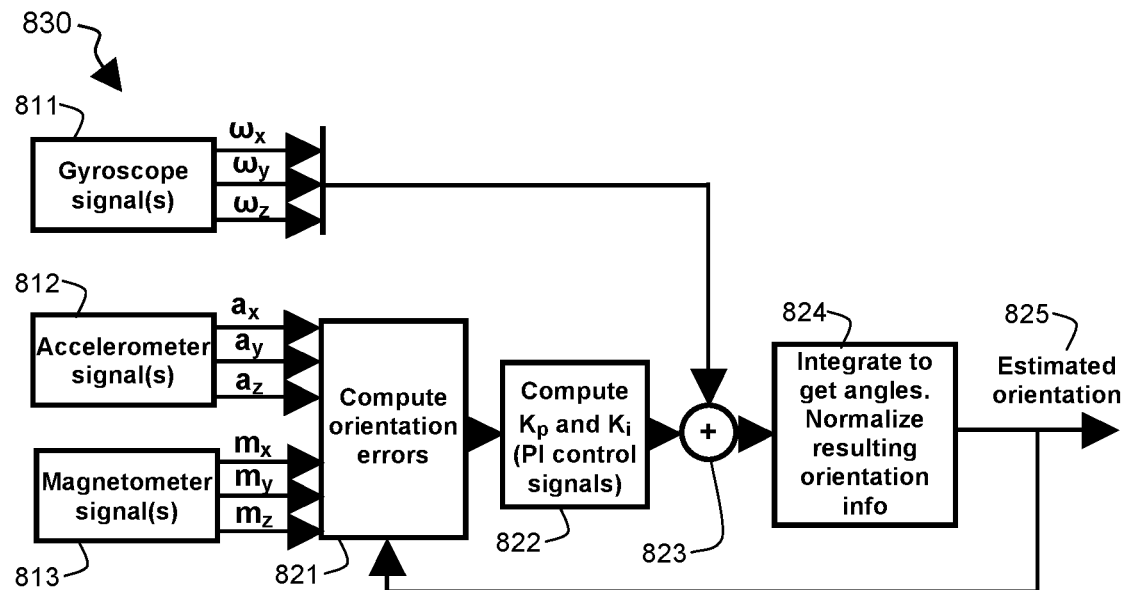 830
811
Gyroscope
signal(s)
ωx
ωy
ωz
812
Accelerometer
signal(s)
ax
ay
az
Magnetometer
signal(s)
813
mx
my
mz
Compute
orientation
errors
821
Compute
Kp and Ki
(PI control
signals)
822
+
823
824
Integrate to
get angles.
Normalize
resulting
orientation
info
825
Estimated
orientation